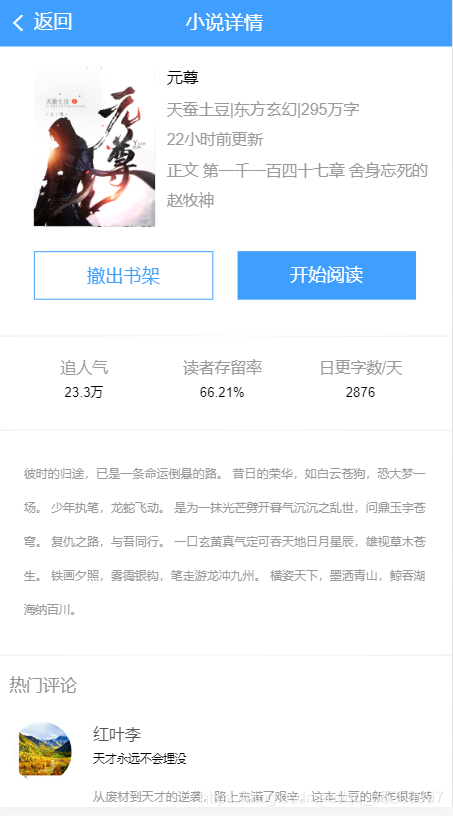 返回
小说详情
天蚕土豆
元尊
YUAN ZUN
元尊
天蚕土豆|东方玄幻|295万字
22小时前更新
正文 第一千一百四十七章 舍身忘死的
赵牧神
撤出书架
开始阅读
追人气
读者存留率
日更字数/天
23.3万
66.21%
2876
彼时的归途，已是一条命运倒悬的路。 昔日的荣华，如白云苍狗，恐大梦一
场。 少年执笔，龙蛇飞动。 是为一抹光芒劈开暮气沉沉之乱世，问鼎玉宇苍
穹。 复仇之路，与吾同行。 一口玄黄真气定可吞天地日月星辰，雄视草木苍
生。 铁画夕照，雾霭银钩，笔走游龙冲九州。 横姿天下，墨洒青山，鲸吞湖
海纳百川。
热门评论
红叶李
天才永远不会埋没
从废材到天才的逆袭，路上充满了艰辛，这本土豆的新作很有特